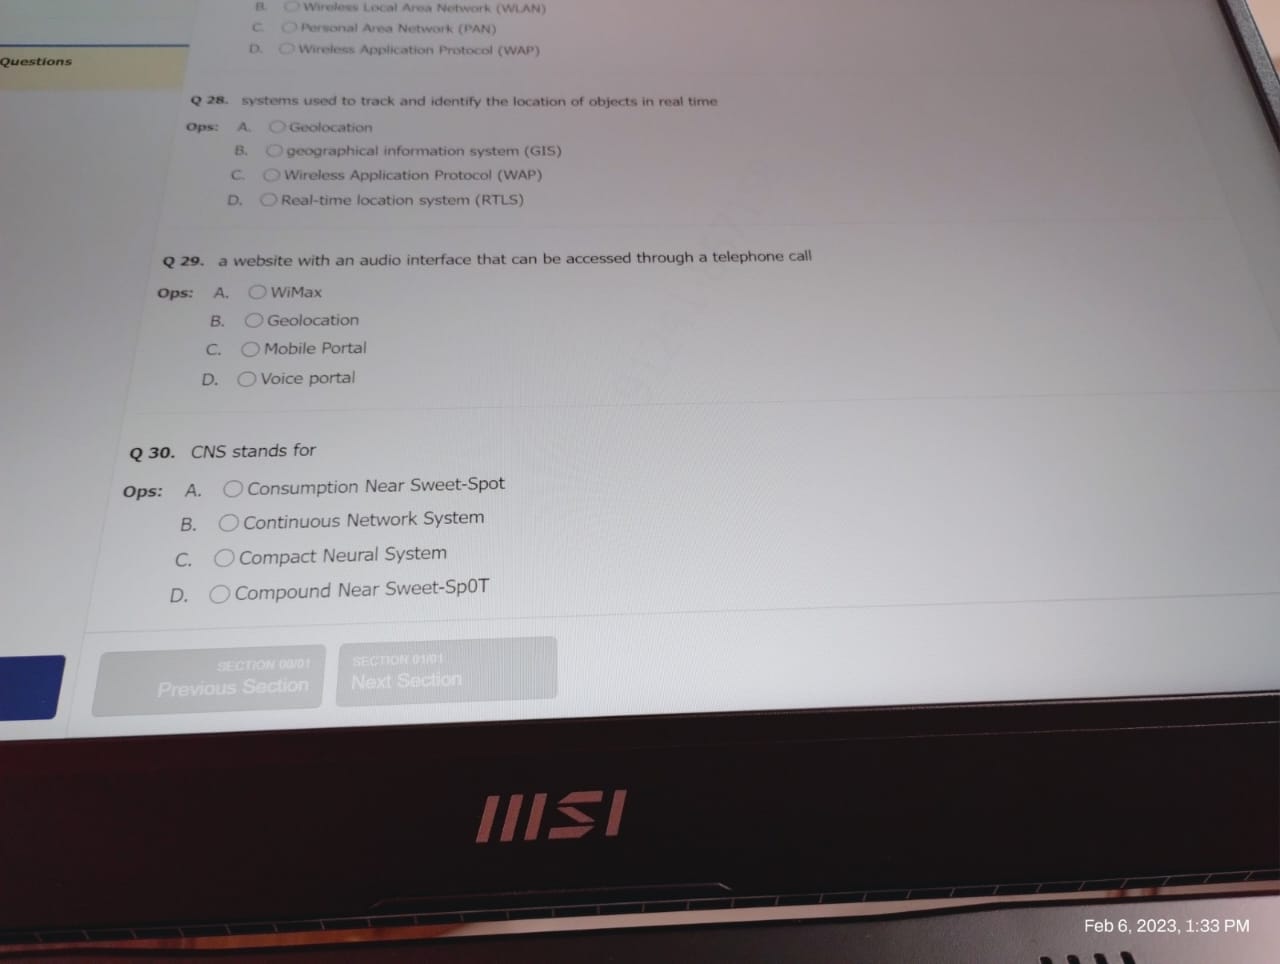 B. Wireless Local Area Network (WLAN)
C. Personal Area Network (PAN)
D. Wireless Application Protocol (WAP)
Questions
Q 28. systems used to track and identify the location of objects in real time
Ops: A. Geolocation
B. geographical information system (GIS)
C. Wireless Application Protocol (WAP)
D. Real-time location system (RTLS)
Q 29. a website with an audio interface that can be accessed through a telephone call
Ops: A. WiMax
B. Geolocation
C. Mobile Portal
D. Voice portal
Q 30. CNS stands for
Ops: A. Consumption Near Sweet-Spot
B. Continuous Network System
C. Compact Neural System
D. Compound Near Sweet-Sp0T
SECTION 00/01
Previous Section
SECTION 01/01
Next Section
msi
Feb 6, 2023, 1:33 PM